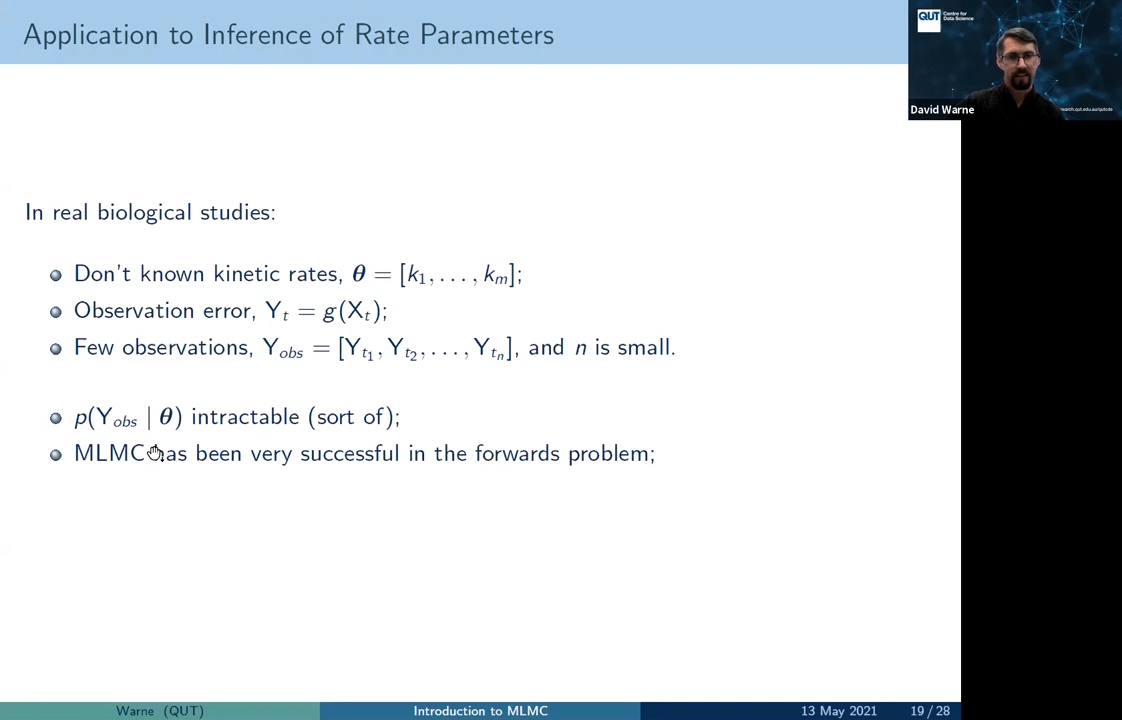 Application to Inference of Rate Parameters
QUT Centre for
Data Science
David Warne
In real biological studies:
Don't known kinetic rates, θ = [k₁, . . . , kₘ];
Observation error, Yₜ = g(Xₜ);
Few observations, Y_obs = [Y_t₁, Y_t₂, . . . , Y_tₙ], and n is small.
p(Y_obs | θ) intractable (sort of);
MLMC has been very successful in the forwards problem;
Warne (QUT) Introduction to MLMC 13 May 2021 19 / 28